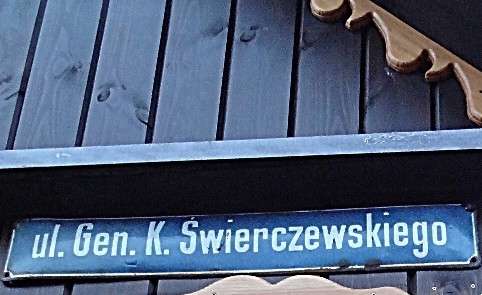 ul. Gen. K. Świerczewskiego